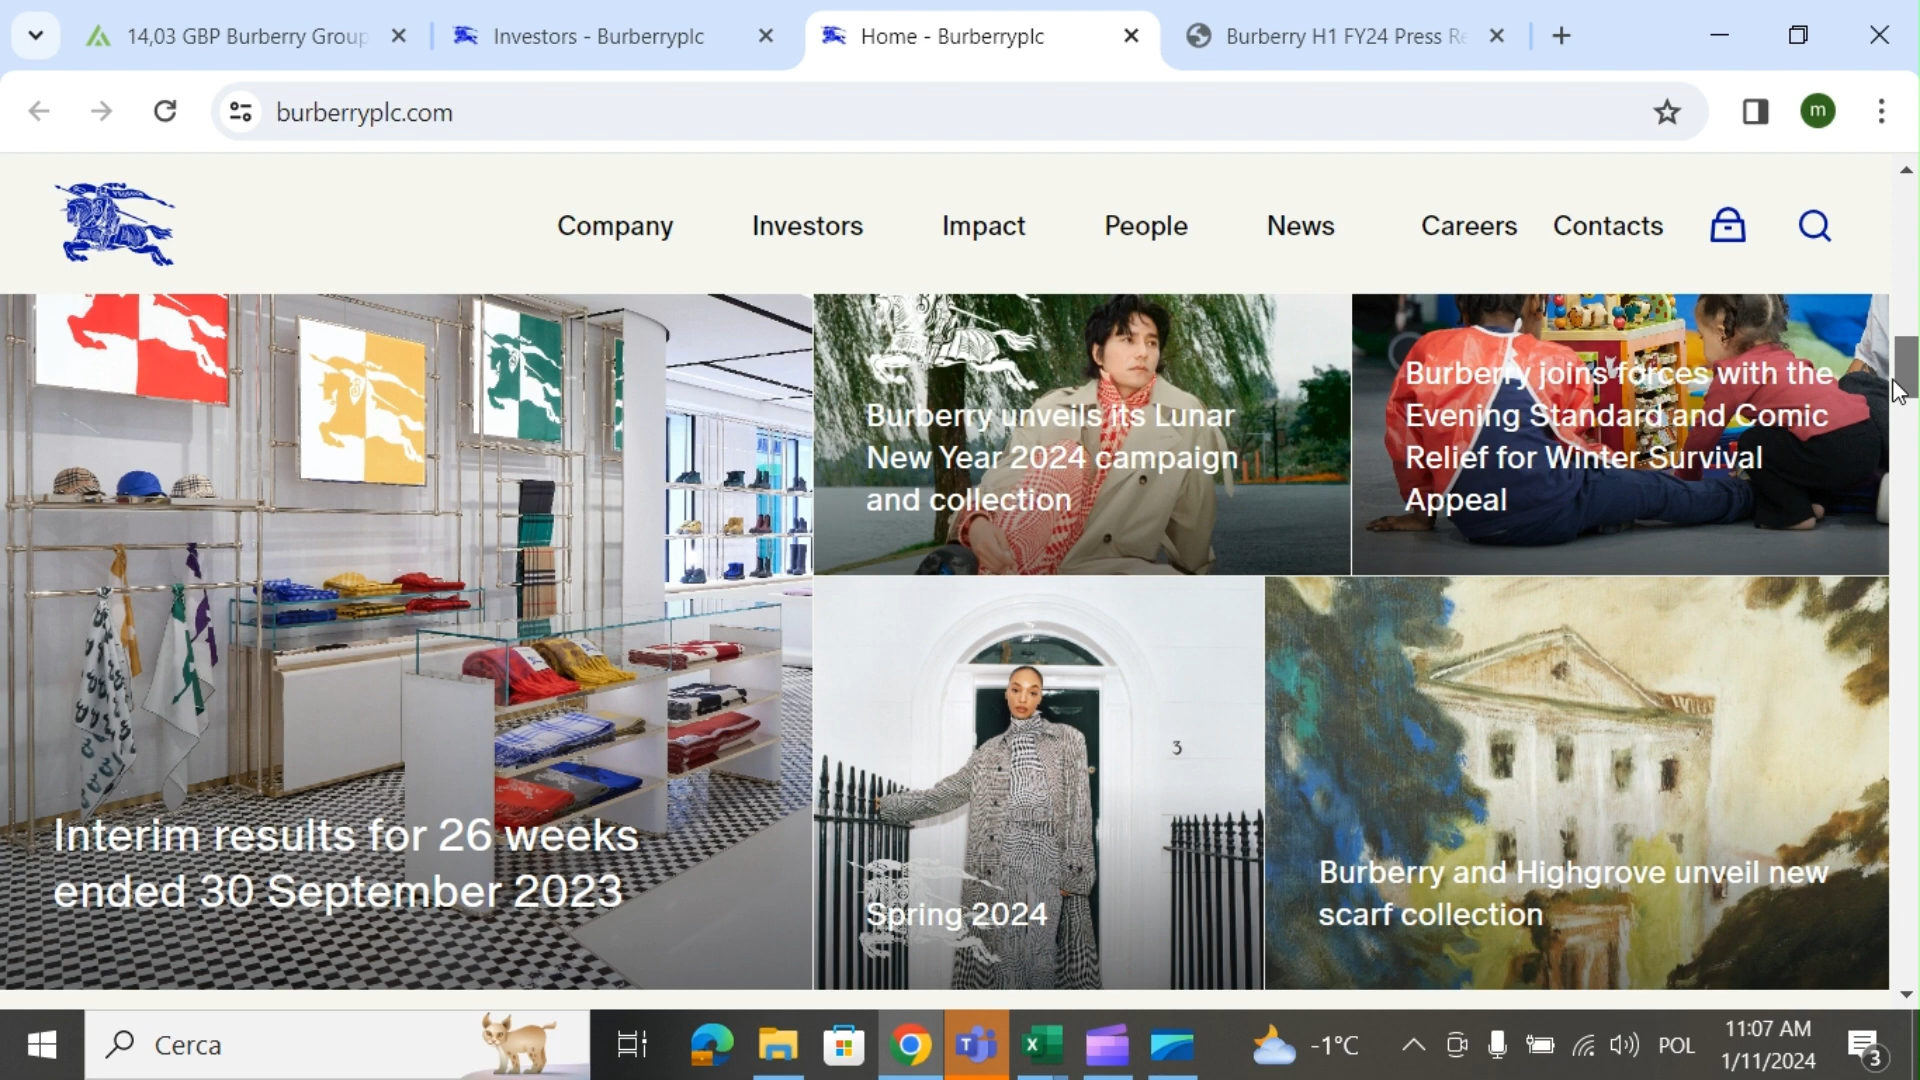 14,03 GBP Burberry Group
Investors - Burberryplc
Home - Burberryplc
Burberry H1 FY24 Press Re
burberryplc.com
m
Company
Investors
Impact
People
News
Careers
Contacts
Burberry unveils its Lunar
New Year 2024 campaign
and collection
Burberry joins forces with the
Evening Standard and Comic
Relief for Winter Survival
Appeal
Interim results for 26 weeks
ended 30 September 2023
3
Spring 2024
Burberry and Highgrove unveil new
scarf collection
Cerca
-1°C
POL
11:07 AM
1/11/2024
3